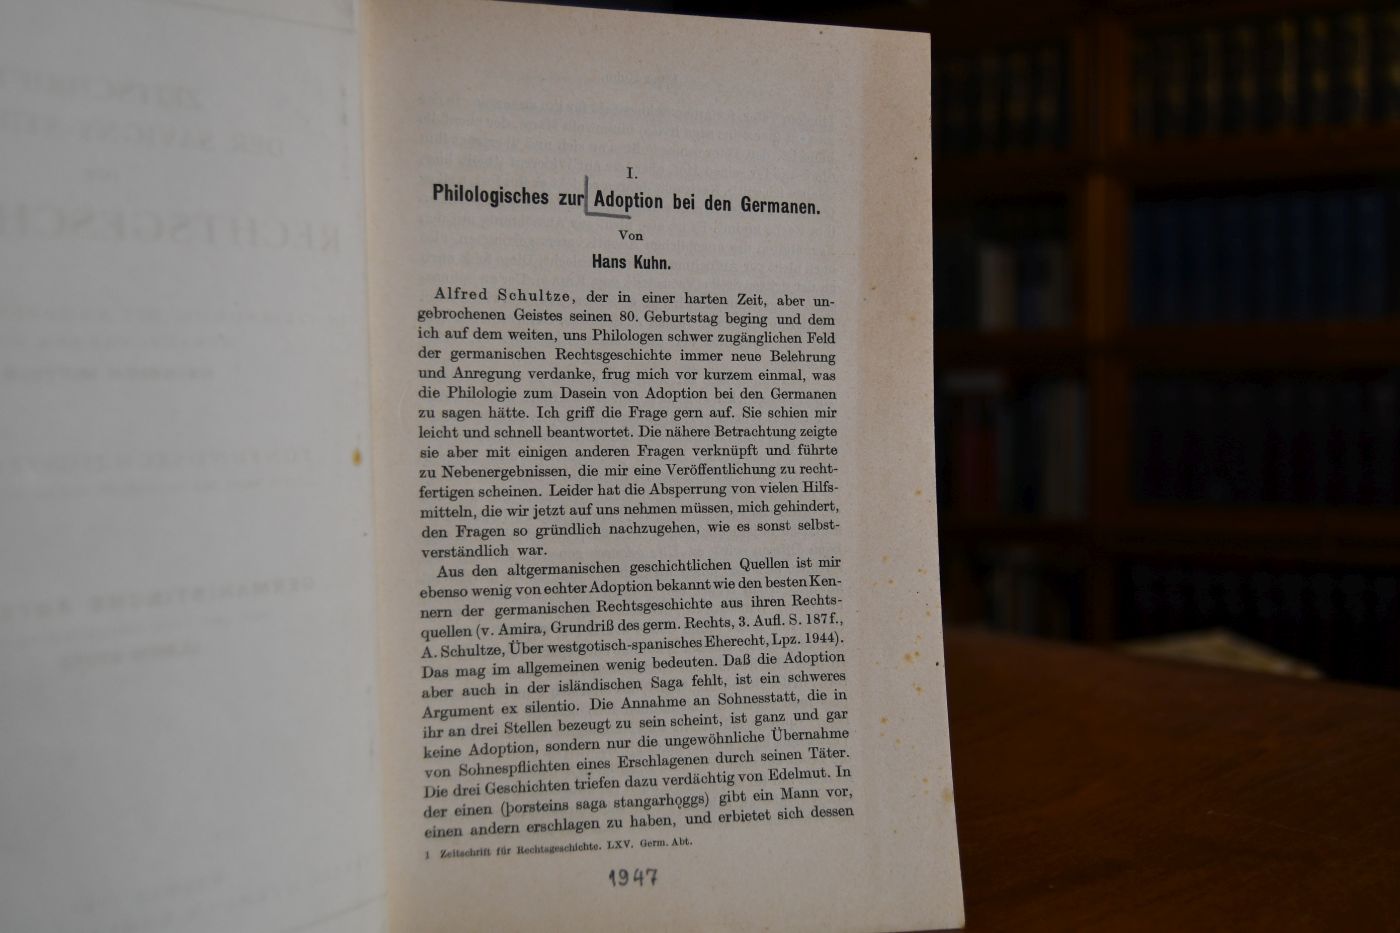 I.
Philologisches zur Adoption bei den Germanen.
Von
Hans Kuhn.
Alfred Schultze, der in einer harten Zeit, aber un-
gebrochenen Geistes seinen 80. Geburtstag beging und dem
ich auf dem weiten, uns Philologen schwer zugänglichen Feld
der germanischen Rechtsgeschichte immer neue Belehrung
und Anregung verdanke, frug mich vor kurzem einmal, was
die Philologie zum Dasein von Adoption bei den Germanen
zu sagen hätte. Ich griff die Frage gern auf. Sie schien mir
leicht und schnell beantwortet. Die nähere Betrachtung zeigte
sie aber mit einigen anderen Fragen verknüpft und führte
zu Nebenergebnissen, die mir eine Veröffentlichung zu recht-
fertigen scheinen. Leider hat die Absperrung von vielen Hilfs-
mitteln, die wir jetzt auf uns nehmen müssen, mich gehindert,
den Fragen so gründlich nachzugehen, wie es sonst selbst-
verständlich war.
Aus den altgermanischen geschichtlichen Quellen ist mir
ebenso wenig von echter Adoption bekannt wie den besten Ken-
nern der germanischen Rechtsgeschichte aus ihren Rechts-
quellen (v. Amira, Grundriß des germ. Rechts, 3. Aufl. S. 187f.,
A. Schultze, Über westgotisch-spanisches Eherecht, Lpz. 1944).
Das mag im allgemeinen wenig bedeuten. Daß die Adoption
aber auch in der isländischen Saga fehlt, ist ein schweres
Argument ex silentio. Die Annahme an Sohnesstatt, die in
ihr an drei Stellen bezeugt zu sein scheint, ist ganz und gar
keine Adoption, sondern nur die ungewöhnliche Übernahme
von Sohnespflichten eines Erschlagenen durch seinen Täter.
Die drei Geschichten triefen dazu verdächtig von Edelmut. In
der einen (þorsteins saga stangarhǫggs) gibt ein Mann vor,
einen andern erschlagen zu haben, und erbietet sich dessen
1 Zeitschrift für Rechtsgeschichte. LXV. Germ. Abt.
1947